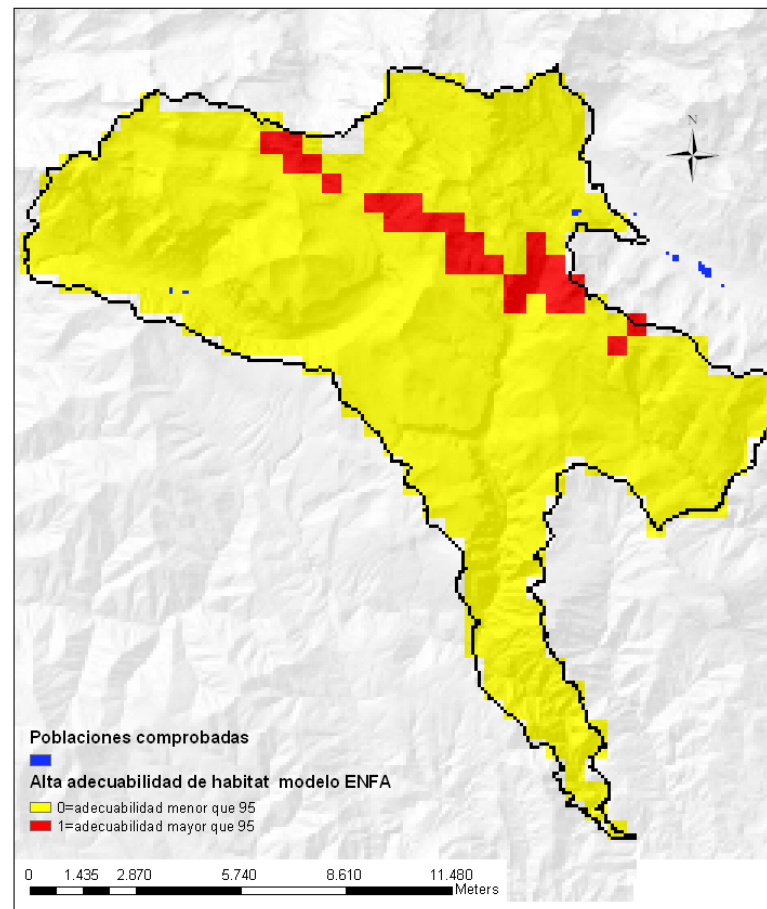 N
Poblaciones comprobadas
Alta adecuabilidad de habitat modelo ENFA
0=adecuabilidad menor que 95
1=adecuabilidad mayor que 95
0 1.435 2.870 5.740 8.610 11.480
Meters